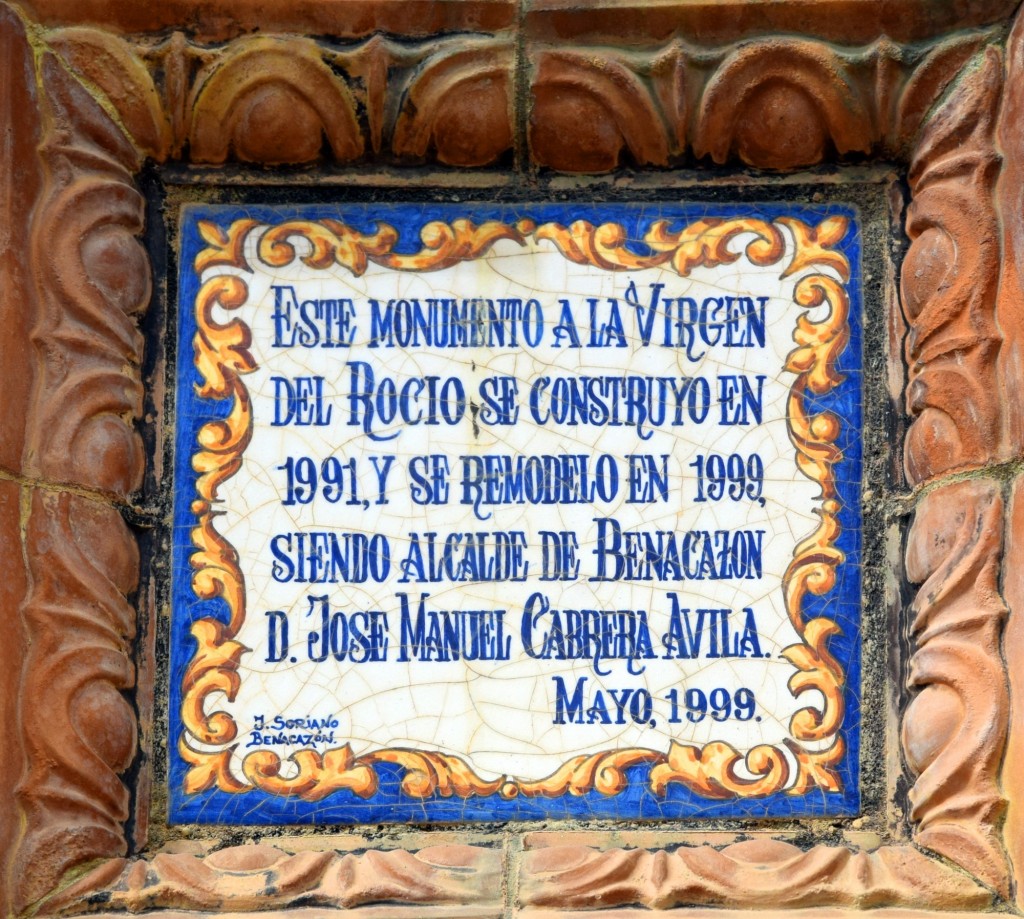 ESTE MONUMENTO A LA VIRGEN
DEL ROCIO SE CONSTRUYO EN
1991, Y SE REMODELO EN 1999,
SIENDO ALCALDE DE BENACAZON
D. JOSE MANUEL CABRERA AVILA.
MAYO, 1999.
J. SORIANO
BENACAZÓN.